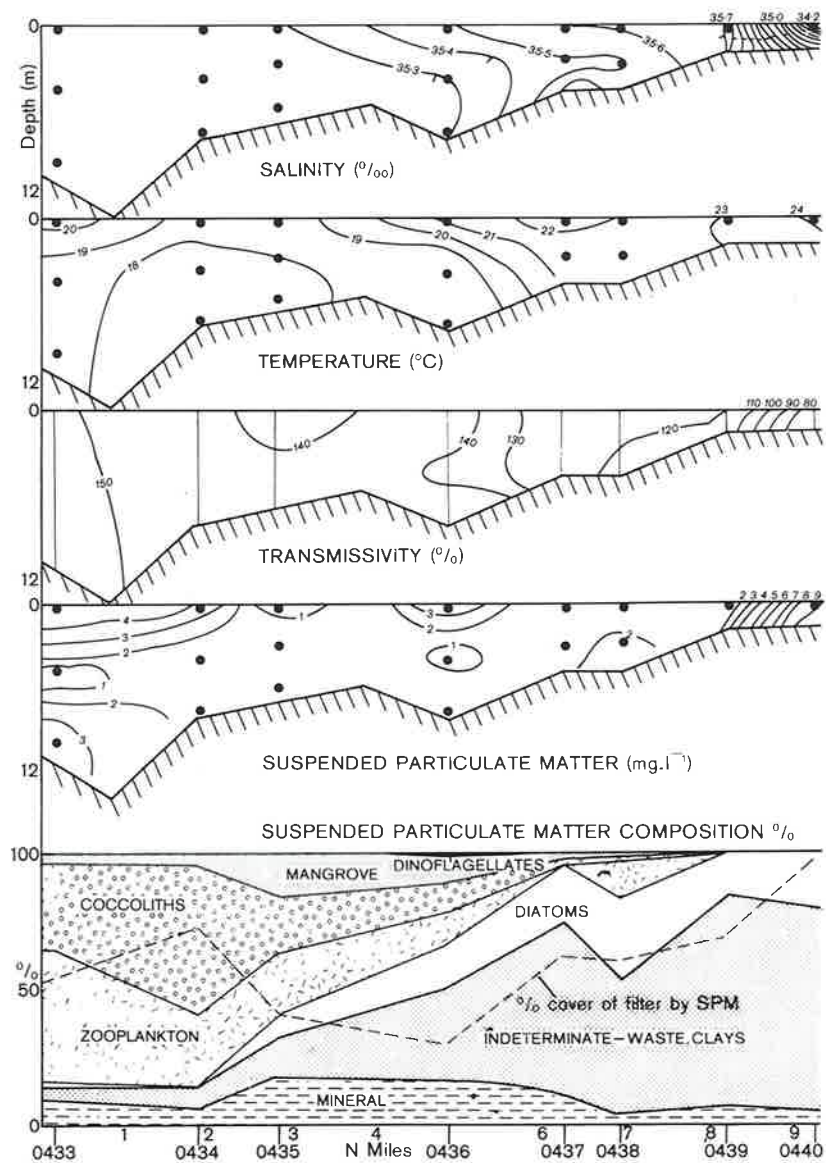 35·7 35·0 34·2
0
35·3 35·4 35·5 35·6
Depth (m)
SALINITY (°/oo)
12
0
20 19 18 19 20 21 22 23 24
TEMPERATURE (°C)
12
0
150 140 140 130 120 110 100 90 80
TRANSMISSIVITY (°/o)
12
0
4 3 2 1 2 3 1 3 2 1 2 2 3 4 5 6 7 8 9
SUSPENDED PARTICULATE MATTER (mg.l⁻¹)
12
SUSPENDED PARTICULATE MATTER COMPOSITION °/o
100
MANGROVE DINOFLAGELLATES
COCCOLITHS
DIATOMS
°/o
50
°/o cover of filter by SPM
ZOOPLANKTON
INDETERMINATE–WASTE, CLAYS
MINERAL
0
1 2 3 4 6 7 8 9
N Miles
0433 0434 0435 0436 0437 0438 0439 0440